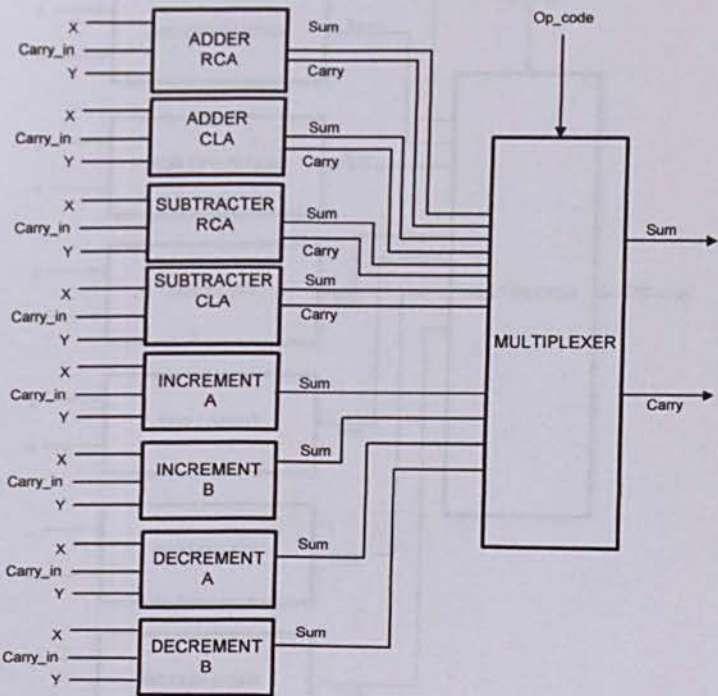 Op_code
X
Carry_in
Y
ADDER
RCA
Sum
Carry
X
Carry_in
Y
ADDER
CLA
Sum
Carry
X
Carry_in
Y
SUBTRACTER
RCA
Sum
Carry
X
Carry_in
Y
SUBTRACTER
CLA
Sum
Carry
X
Carry_in
Y
INCREMENT
A
Sum
X
Carry_in
Y
INCREMENT
B
Sum
X
Carry_in
Y
DECREMENT
A
Sum
X
Carry_in
Y
DECREMENT
B
Sum
MULTIPLEXER
Sum
Carry